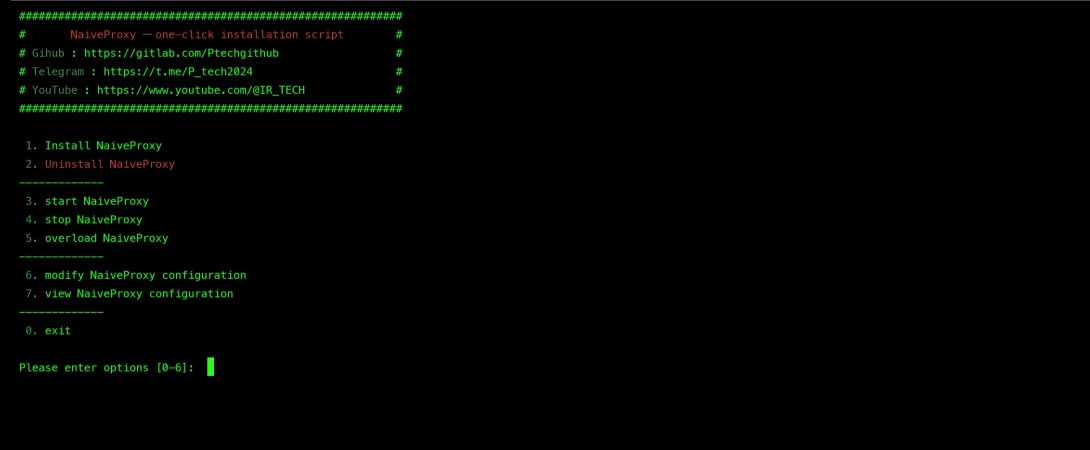 ###########################################################
# NaiveProxy —one-click installation script #
# Gihub : https://gitlab.com/Ptechgithub #
# Telegram : https://t.me/P_tech2024 #
# YouTube : https://www.youtube.com/@IR_TECH #
###########################################################
1. Install NaiveProxy
2. Uninstall NaiveProxy
-------------
3. start NaiveProxy
4. stop NaiveProxy
5. overload NaiveProxy
-------------
6. modify NaiveProxy configuration
7. view NaiveProxy configuration
-------------
0. exit
Please enter options [0-6]: